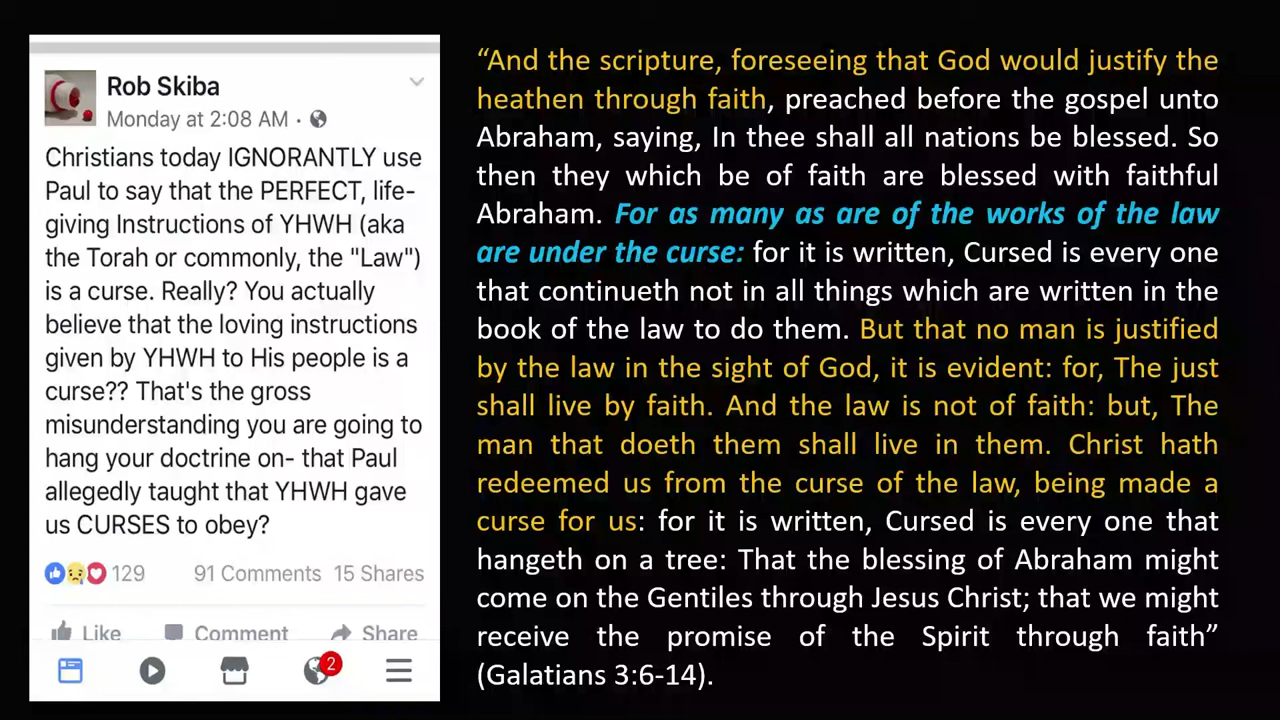 Rob Skiba
Monday at 2:08 AM ·
Christians today IGNORANTLY use
Paul to say that the PERFECT, life-
giving Instructions of YHWH (aka
the Torah or commonly, the "Law")
is a curse. Really? You actually
believe that the loving instructions
given by YHWH to His people is a
curse?? That's the gross
misunderstanding you are going to
hang your doctrine on- that Paul
allegedly taught that YHWH gave
us CURSES to obey?
129 91 Comments 15 Shares
Like Comment Share
2
“And the scripture, foreseeing that God would justify the
heathen through faith, preached before the gospel unto
Abraham, saying, In thee shall all nations be blessed. So
then they which be of faith are blessed with faithful
Abraham. For as many as are of the works of the law
are under the curse: for it is written, Cursed is every one
that continueth not in all things which are written in the
book of the law to do them. But that no man is justified
by the law in the sight of God, it is evident: for, The just
shall live by faith. And the law is not of faith: but, The
man that doeth them shall live in them. Christ hath
redeemed us from the curse of the law, being made a
curse for us: for it is written, Cursed is every one that
hangeth on a tree: That the blessing of Abraham might
come on the Gentiles through Jesus Christ; that we might
receive the promise of the Spirit through faith”
(Galatians 3:6-14).